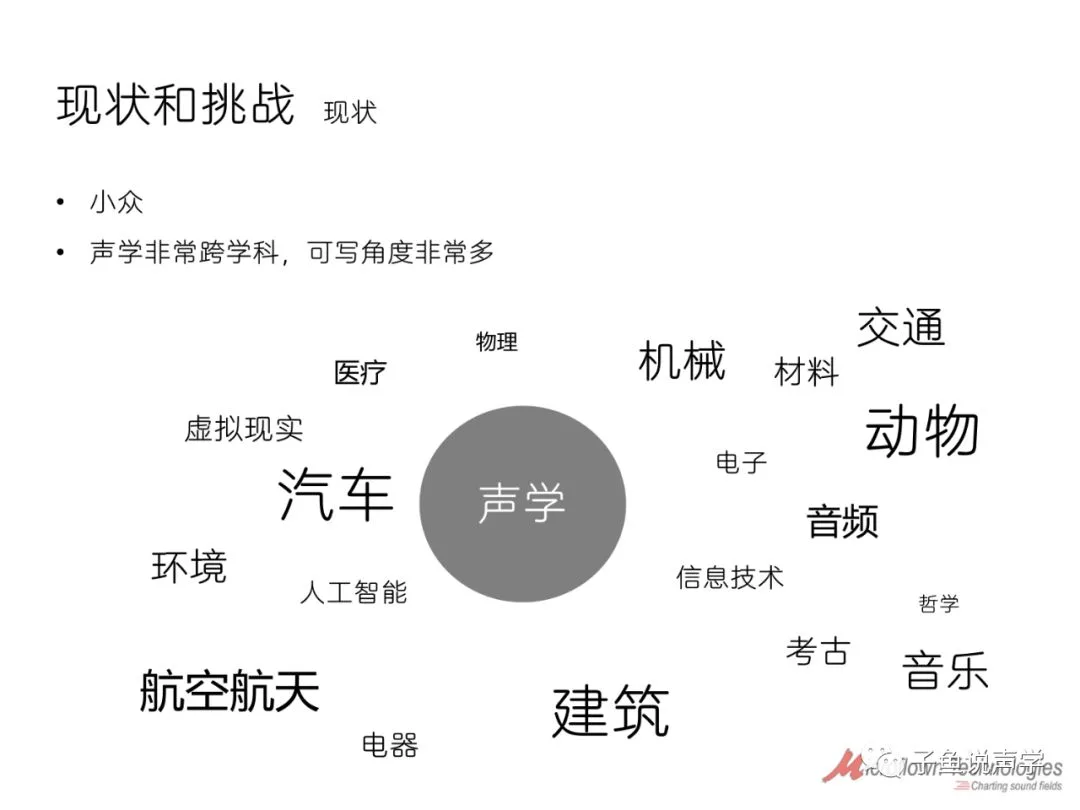 现状和挑战 现状
• 小众
• 声学非常跨学科，可写角度非常多
交通
物理
机械
材料
医疗
动物
虚拟现实
电子
汽车
声学
音频
环境
人工智能
信息技术
哲学
考古
音乐
航空航天
建筑
电器
子鱼说声学
Technologies
Charting sound fields